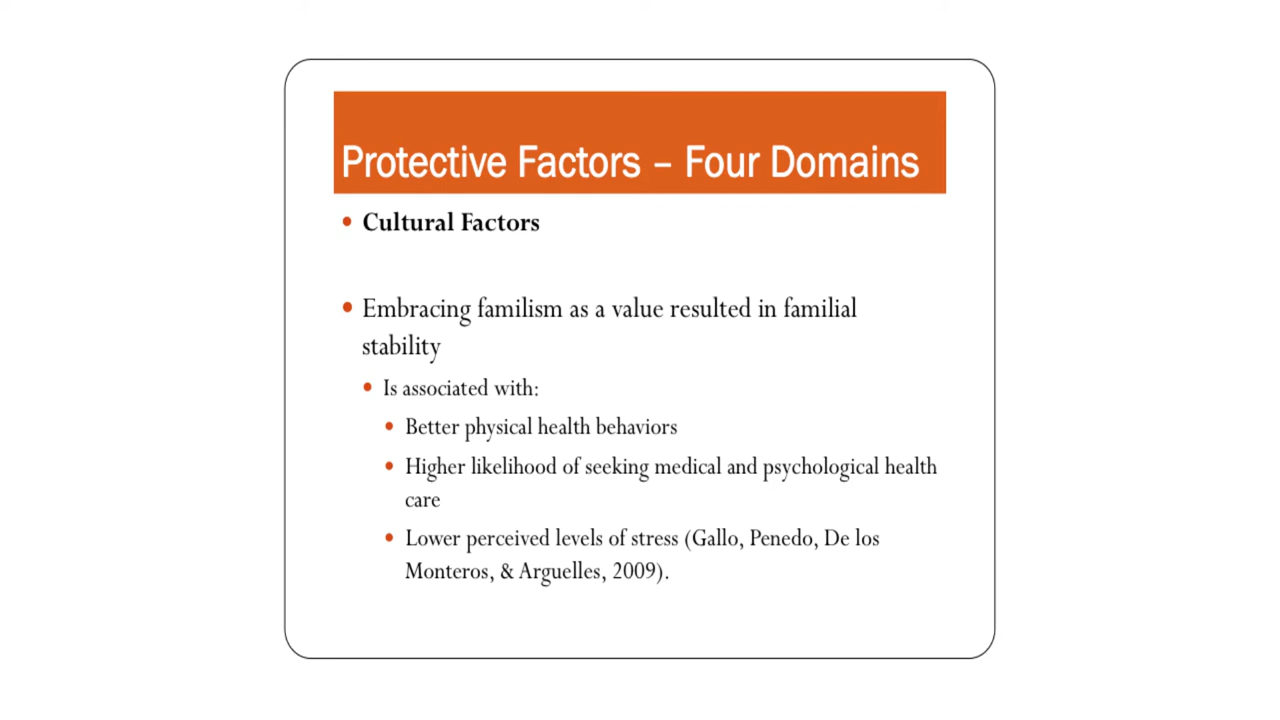 Protective Factors – Four Domains
• Cultural Factors
• Embracing familism as a value resulted in familial
stability
• Is associated with:
• Better physical health behaviors
• Higher likelihood of seeking medical and psychological health
care
• Lower perceived levels of stress (Gallo, Penedo, De los
Monteros, & Arguelles, 2009).